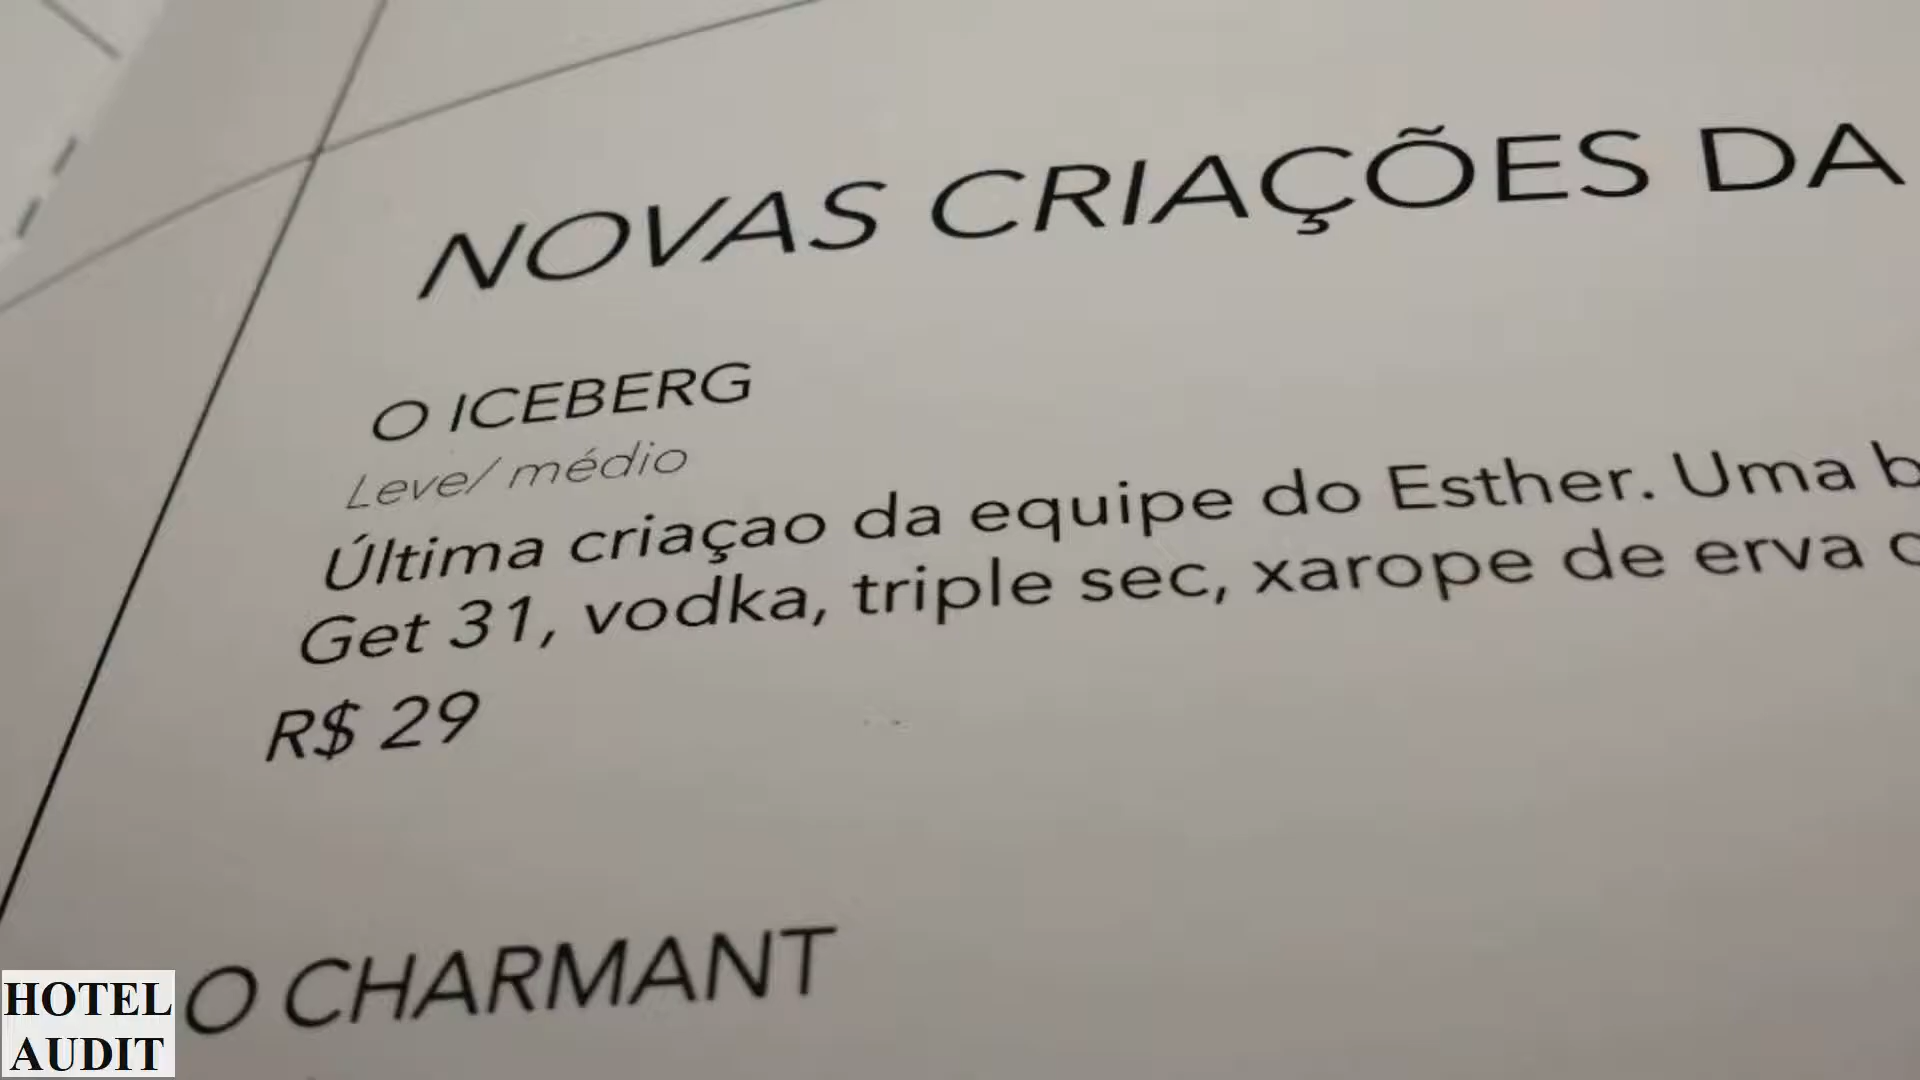 NOVAS CRIAÇÕES DA
O ICEBERG
Leve/ médio
Última criaçao da equipe do Esther. Uma
Get 31, vodka, triple sec, xarope de erva
R$ 29
O CHARMANT
HOTEL
AUDIT